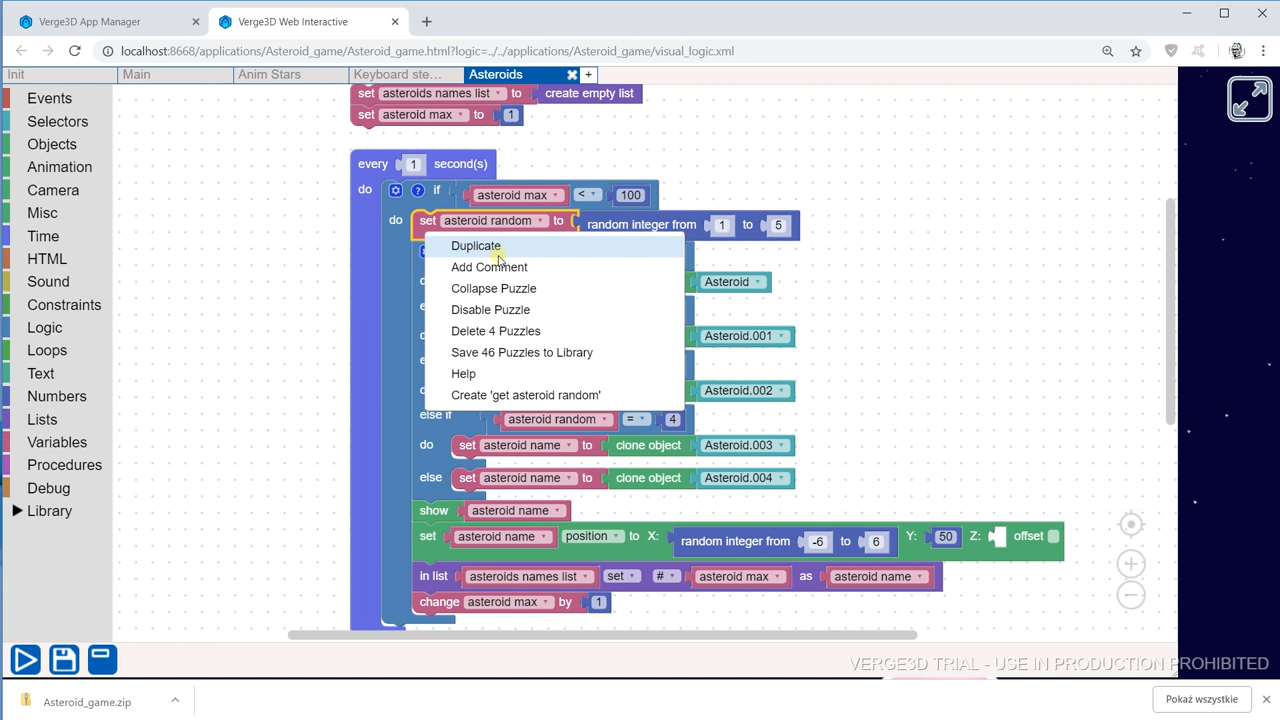 Verge3D App Manager
Verge3D Web Interactive
localhost:8668/applications/Asteroid_game/Asteroid_game.html?logic=../../applications/Asteroid_game/visual_logic.xml
Init Main Anim Stars Keyboard ste... Asteroids +
Events
Selectors
Objects
Animation
Camera
Misc
Time
HTML
Sound
Constraints
Logic
Loops
Text
Numbers
Lists
Variables
Procedures
Debug
Library
set asteroids names list to create empty list
set asteroid max to 1
every 1 second(s)
do ? if asteroid max < 100
do set asteroid random to random integer from 1 to 5
Duplicate
Add Comment
Collapse Puzzle
Disable Puzzle
Delete 4 Puzzles
Save 46 Puzzles to Library
Help
Create 'get asteroid random'
Asteroid
Asteroid.001
Asteroid.002
else if asteroid random = 4
do set asteroid name to clone object Asteroid.003
else set asteroid name to clone object Asteroid.004
show asteroid name
set asteroid name position to X: random integer from -6 to 6 Y: 50 Z: offset
in list asteroids names list set # asteroid max as asteroid name
change asteroid max by 1
VERGE3D TRIAL - USE IN PRODUCTION PROHIBITED
Asteroid_game.zip
Pokaż wszystkie